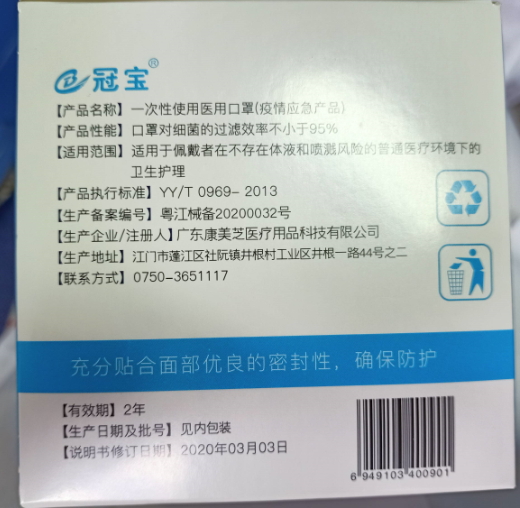 冠宝
【产品名称】一次性使用医用口罩(疫情应急产品)
【产品性能】口罩对细菌的过滤效率不小于95%
【适用范围】适用于佩戴者在不存在体液和喷溅风险的普通医疗环境下的
卫生护理
【产品执行标准】YY/T 0969- 2013
【生产备案编号】粤江械备20200032号
【生产企业/注册人】广东康美芝医疗用品科技有限公司
【生产地址】江门市蓬江区杜阮镇井根村工业区井根一路44号之二
【联系方式】0750-3651117
充分贴合面部优良的密封性，确保防护
【有效期】2年
【生产日期及批号】见内包装
【说明书修订日期】2020年03月03日
6 949103 400901